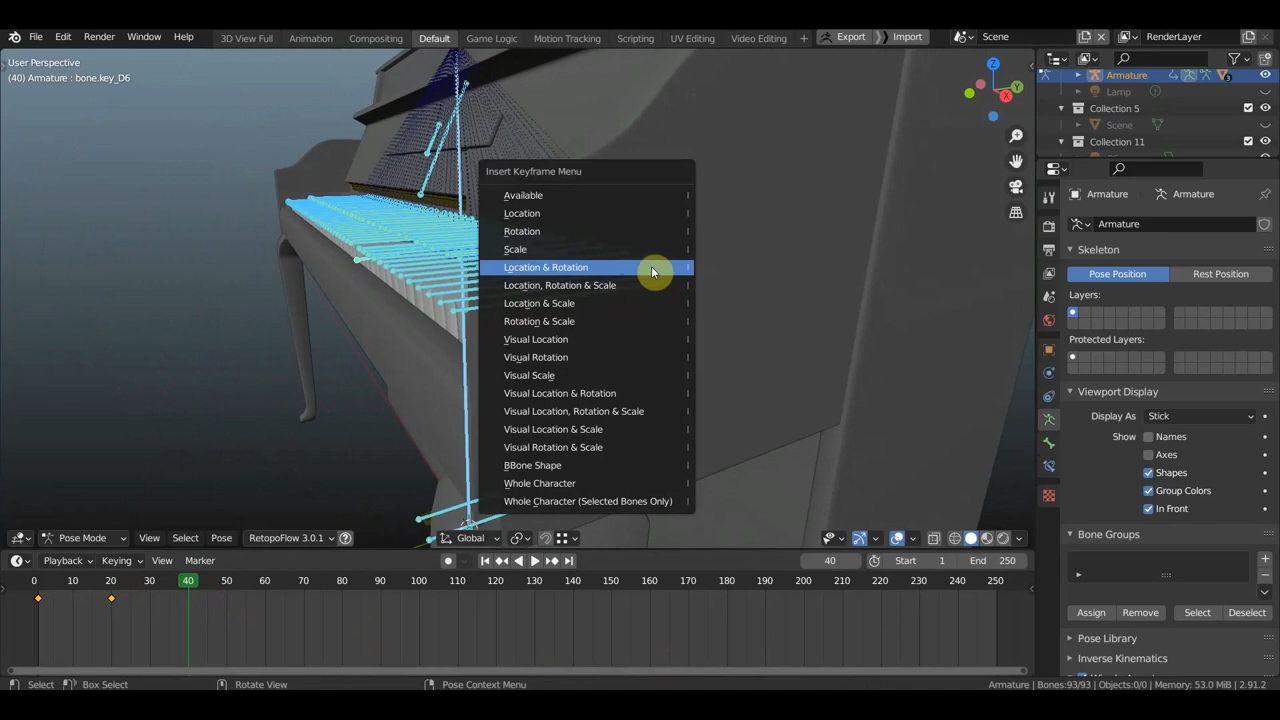 File Edit Render Window Help
3D View Full Animation Compositing Default Game Logic Motion Tracking Scripting UV Editing Video Editing + Export Import Scene RenderLayer
User Perspective
(40) Armature : bone.key_D6
Z
Y
X
Armature
Lamp
Collection 5
Scene
Collection 11
Insert Keyframe Menu
Available I
Location I
Rotation I
Scale I
Location & Rotation I
Location, Rotation & Scale I
Location & Scale I
Rotation & Scale I
Visual Location I
Visual Rotation I
Visual Scale I
Visual Location & Rotation I
Visual Location, Rotation & Scale I
Visual Location & Scale I
Visual Rotation & Scale I
BBone Shape I
Whole Character I
Whole Character (Selected Bones Only) I
Armature Armature
Armature
Skeleton
Pose Position Rest Position
Layers:
Protected Layers:
Viewport Display
Display As Stick
Show Names
Axes
Shapes
Group Colors
In Front
Bone Groups
Assign Remove Select Deselect
Pose Library
Inverse Kinematics
Pose Mode View Select Pose RetopoFlow 3.0.1 ? Global
Playback Keying View Marker 40 Start 1 End 250
0 10 20 30 40 50 60 70 80 90 100 110 120 130 140 150 160 170 180 190 200 210 220 230 240 250
Select Box Select Rotate View Pose Context Menu Armature | Bones:93/93 | Objects:0/0 | Memory: 53.0 MiB | 2.91.2